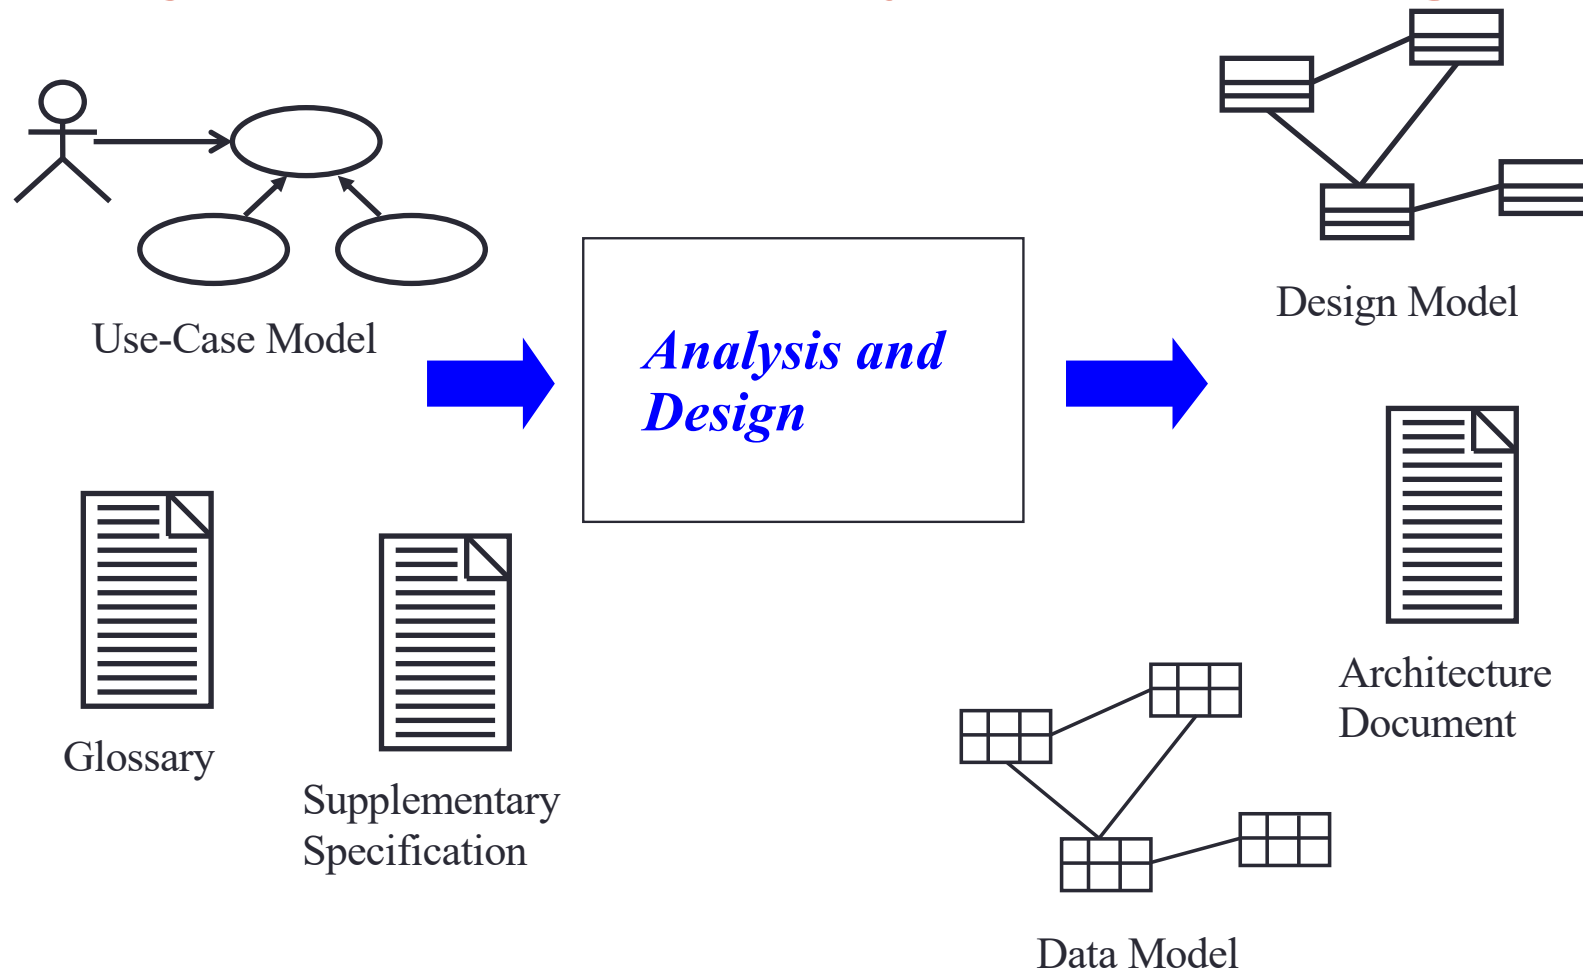 Use-Case Model
Analysis and
Design
Design Model
Glossary
Supplementary
Specification
Architecture
Document
Data Model